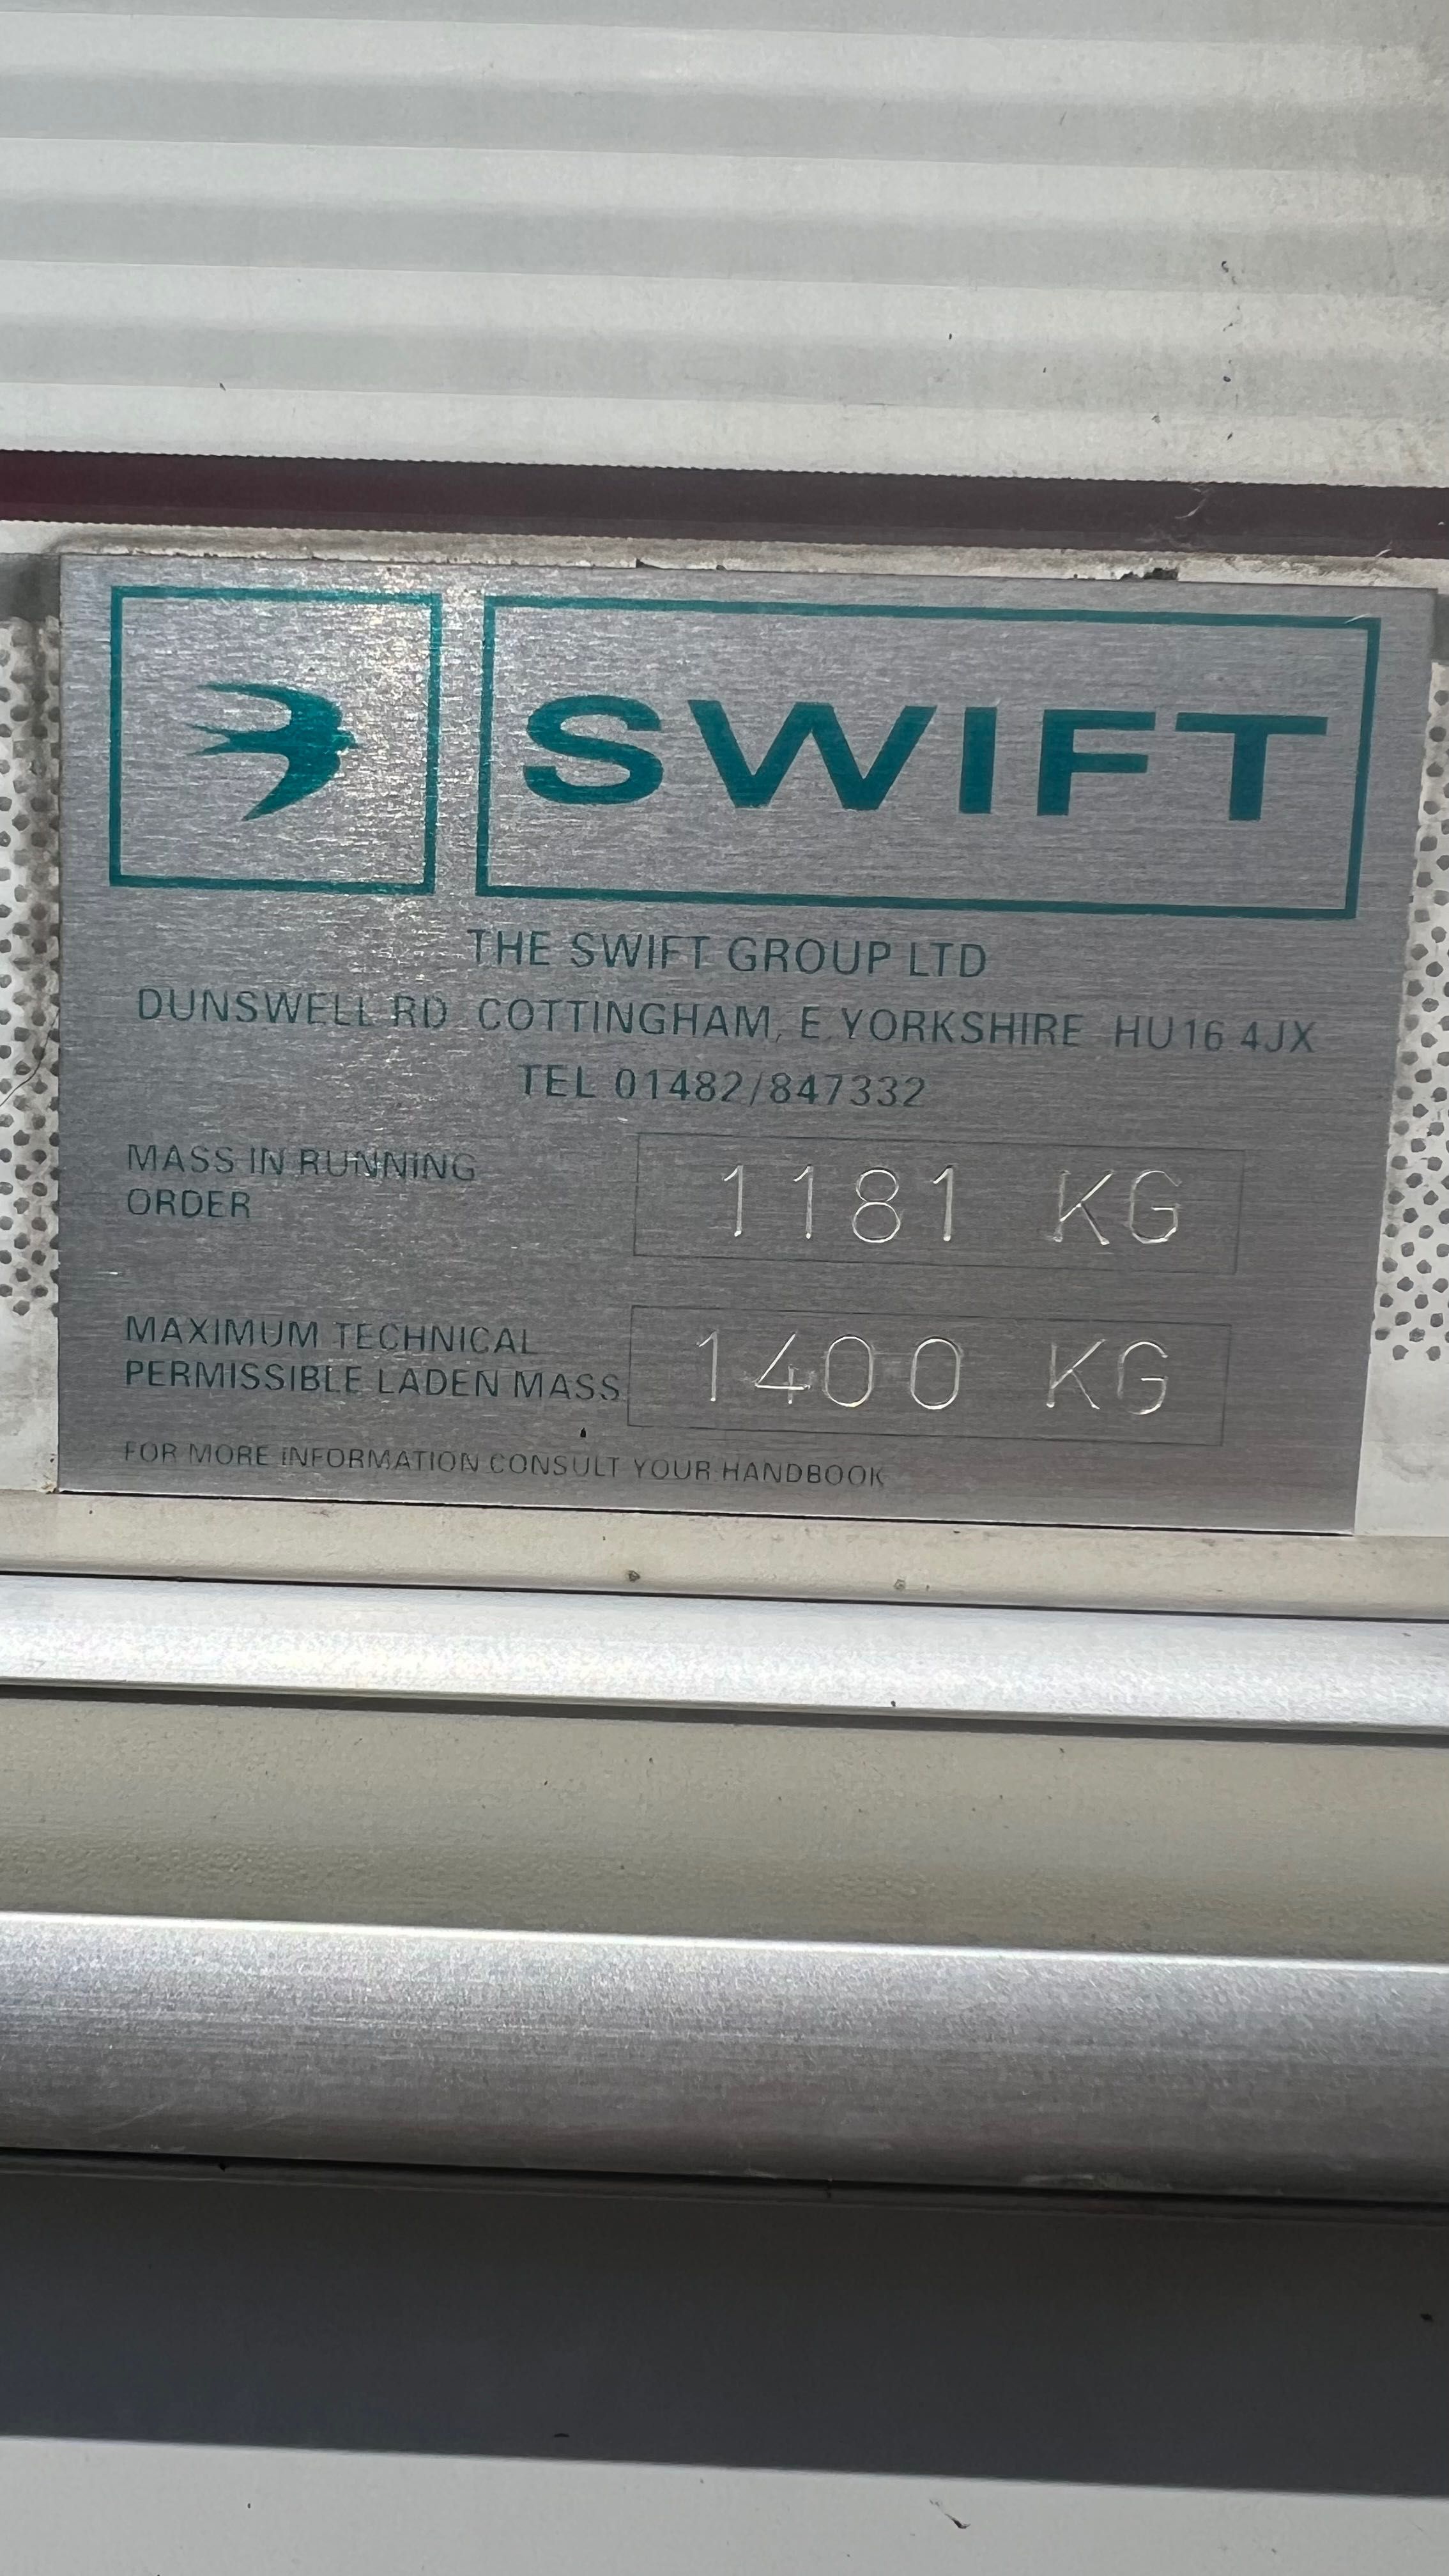 SWIFT
THE SWIFT GROUP LTD
DUNSWELL RD COTTINGHAM, E.YORKSHIRE HU16 4JX
TEL 01482/847332
MASS IN RUNNING
ORDER
1181 KG
MAXIMUM TECHNICAL
PERMISSIBLE LADEN MASS
1400 KG
FOR MORE INFORMATION CONSULT YOUR HANDBOOK